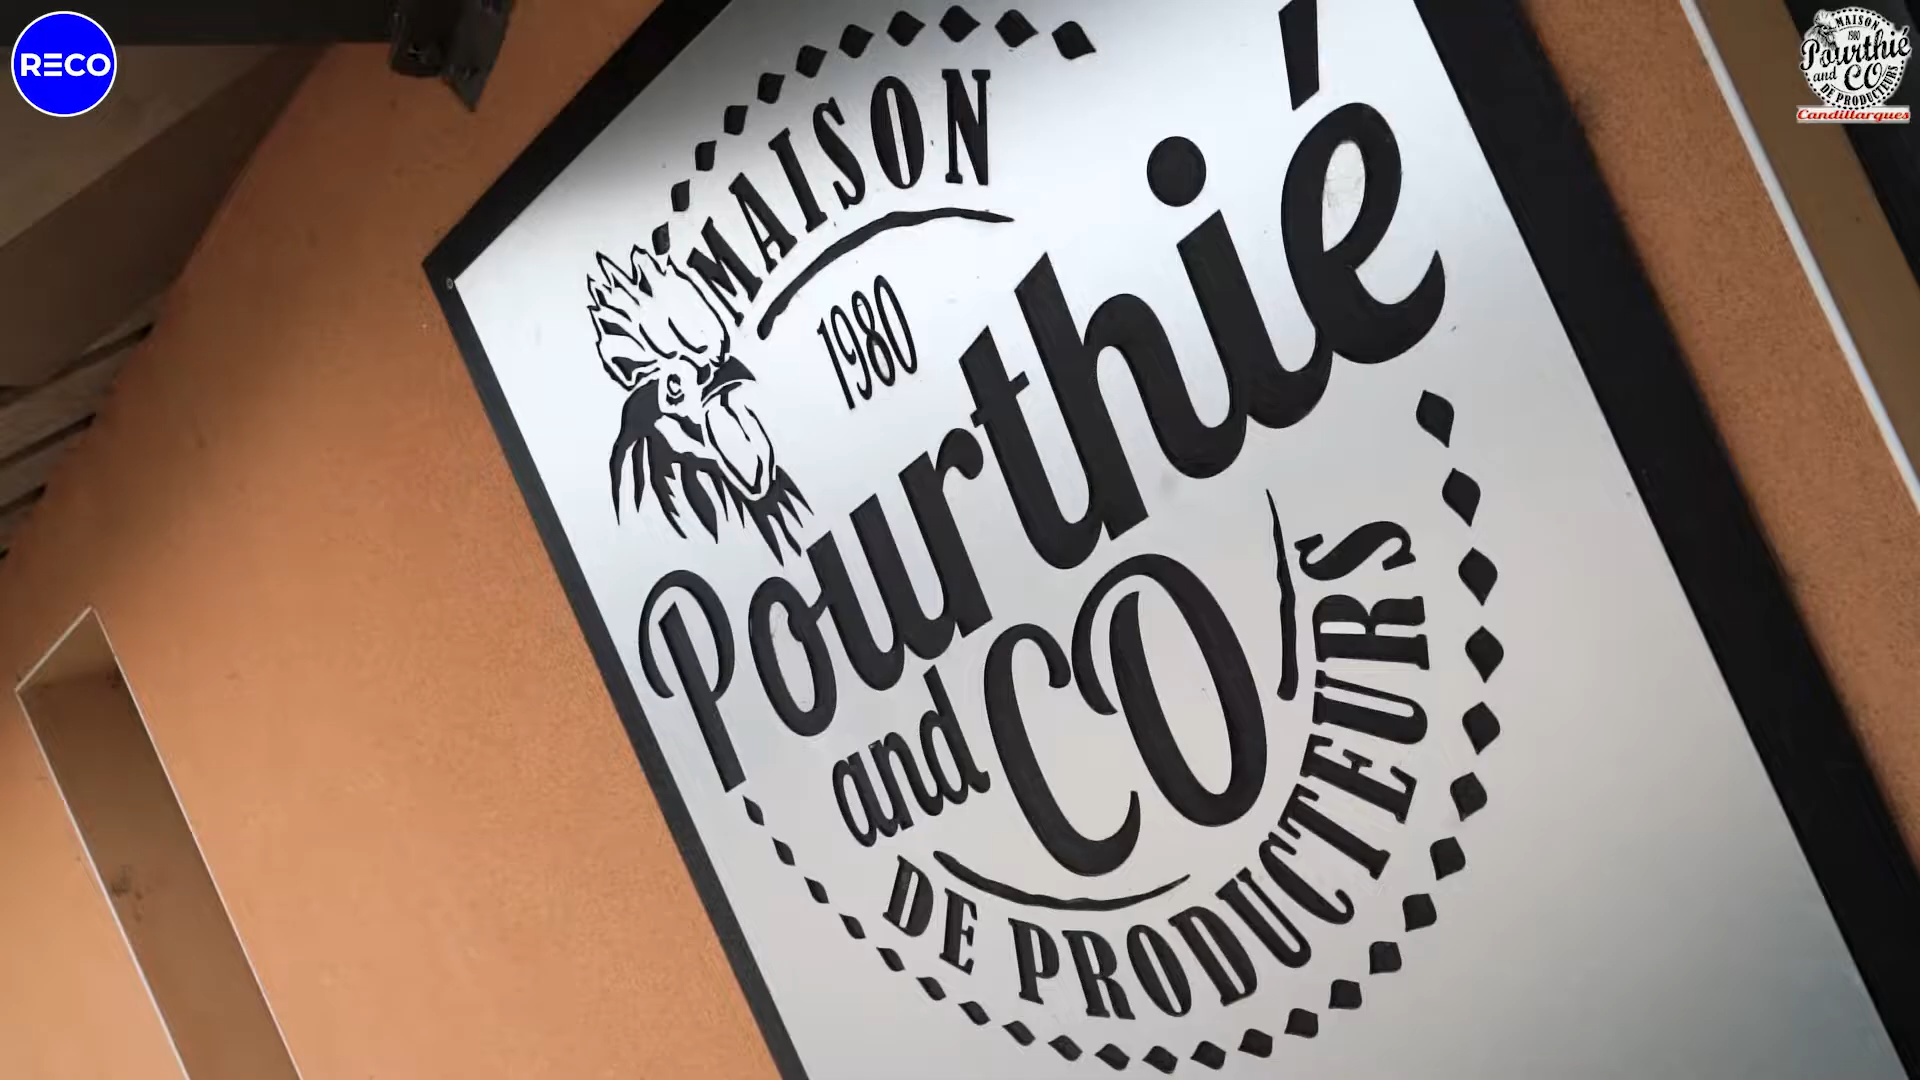 RECO
MAISON
1980
Pourthié
and CO
DE PRODUCTEURS
MAISON
1980
Pourthié
and CO
DE PRODUCTEURS
Candillargues